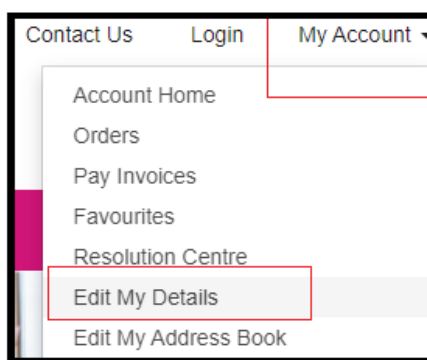 Contact Us Login My Account
Account Home
Orders
Pay Invoices
Favourites
Resolution Centre
Edit My Details
Edit My Address Book